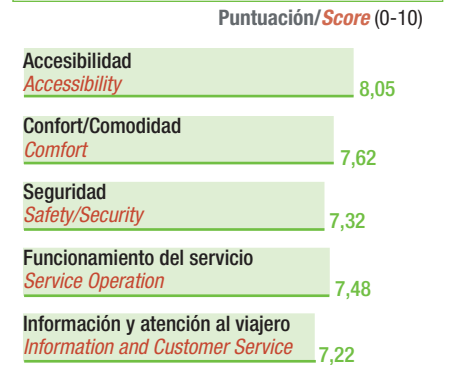 Puntuación/Score (0-10)
Accesibilidad
Accessibility
8,05
Confort/Comodidad
Comfort
7,62
Seguridad
Safety/Security
7,32
Funcionamiento del servicio
Service Operation
7,48
Información y atención al viajero
Information and Customer Service
7,22